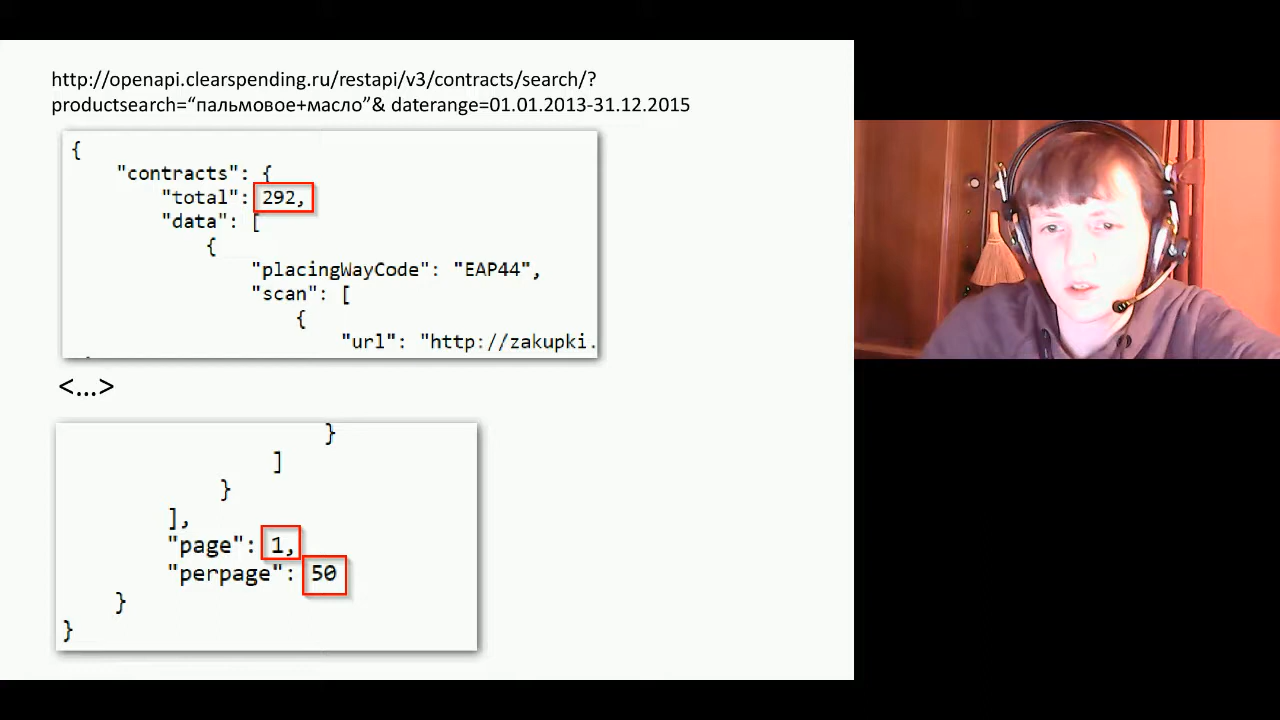 http://openapi.clearspending.ru/restapi/v3/contracts/search/?
productsearch=“пальмовое+масло”& daterange=01.01.2013-31.12.2015
{
"contracts": {
"total": 292,
"data": [
{
"placingWayCode": "EAP44",
"scan": [
{
"url": "http://zakupki.
<...>
}
]
}
],
"page": 1,
"perpage": 50
}
}